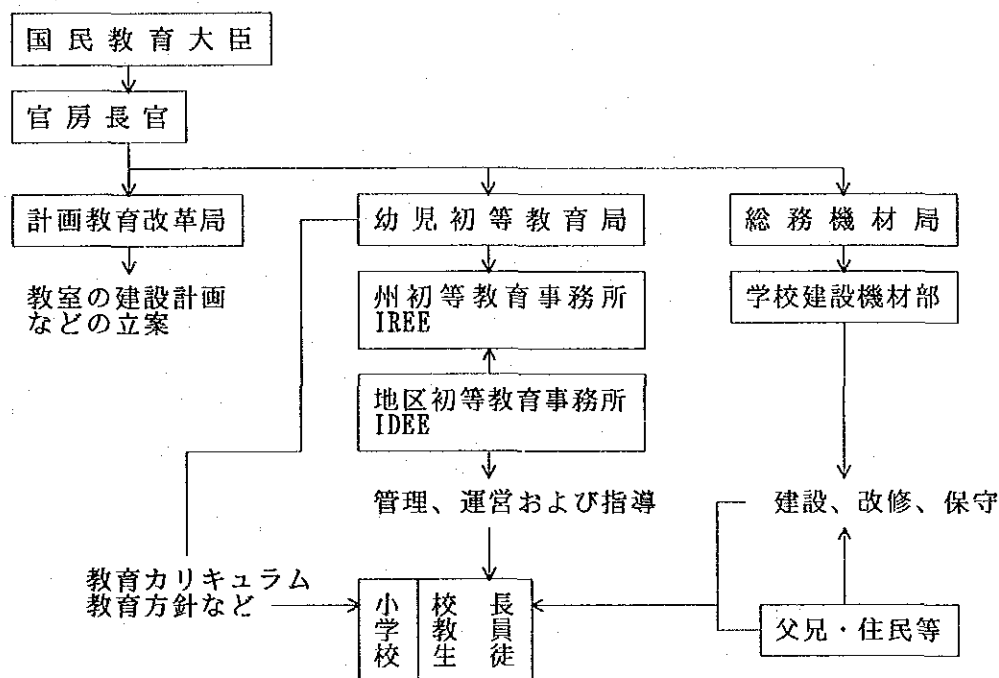 国民教育大臣
官房長官
計画教育改革局
幼児初等教育局
総務機材局
教室の建設計画
などの立案
州初等教育事務所
IREE
学校建設機材部
地区初等教育事務所
IDEE
管理、運営および指導
建設、改修、保守
教育カリキュラム
教育方針など
小学校
校長
教員
生徒
父兄・住民等